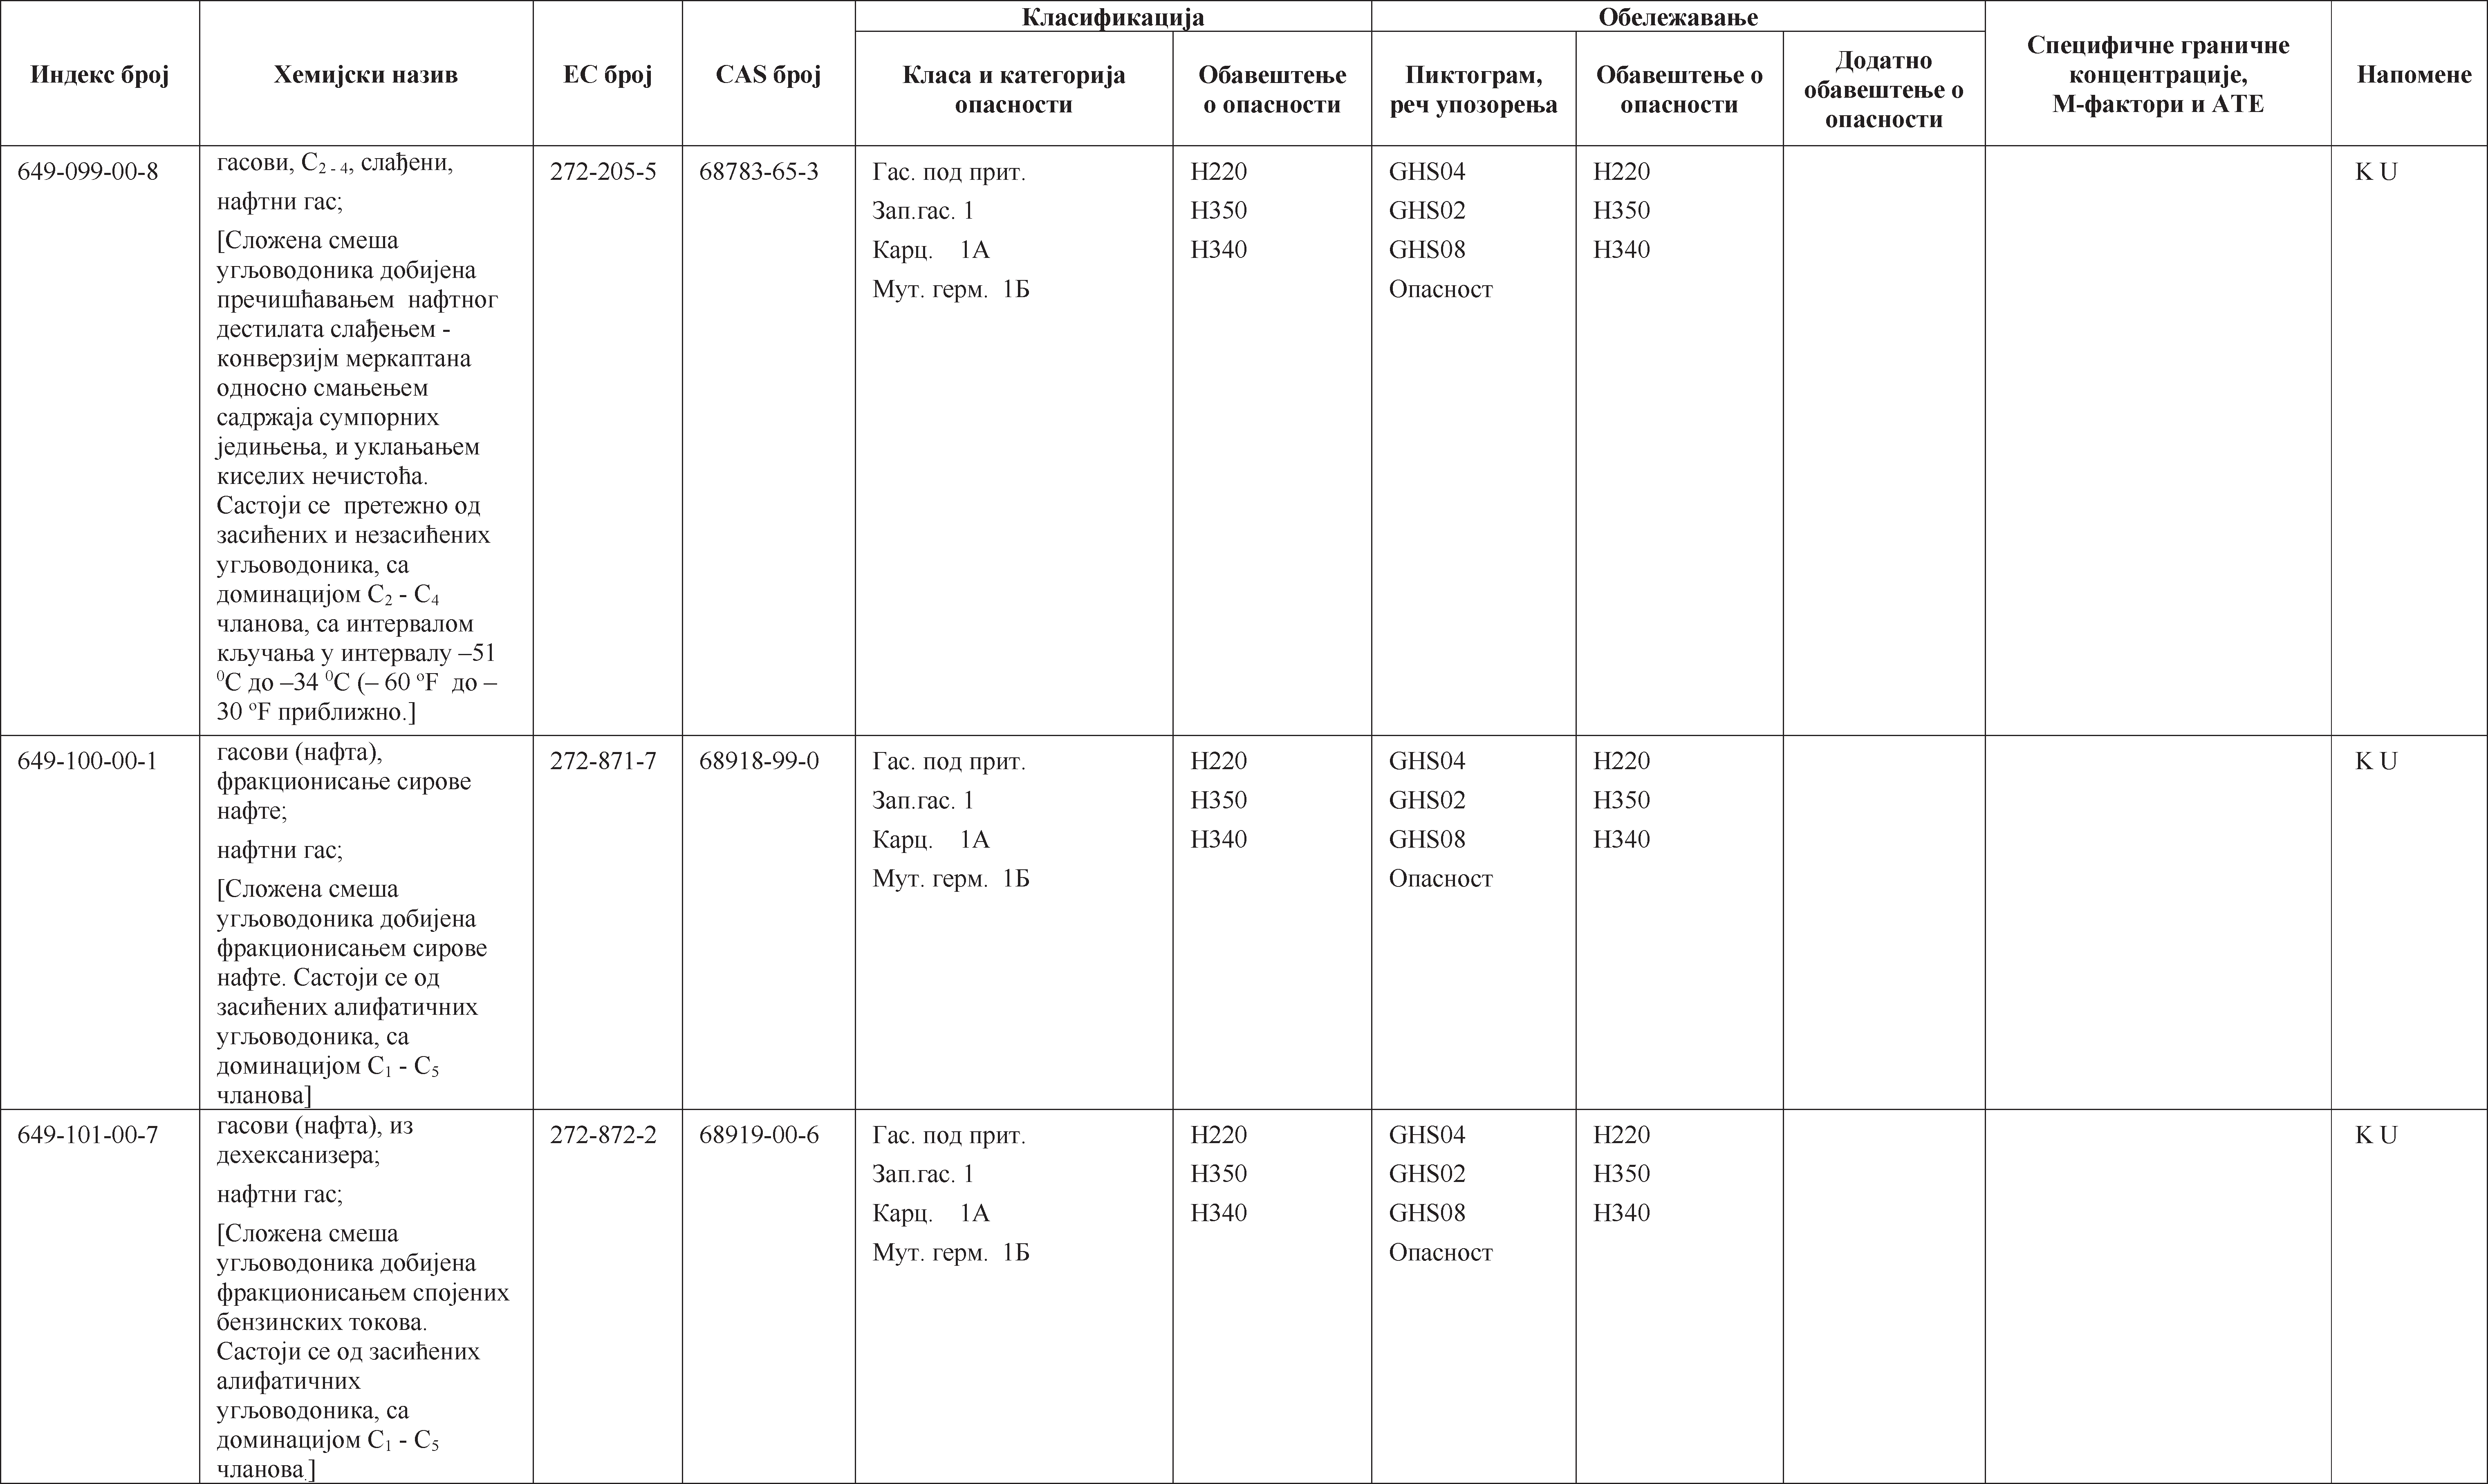 Индекс број
Хемијски назив
ЕС број
CAS број
Класификација
Класа и категорија
опасности
Обавештење
о опасности
Обележавање
Пиктограм,
реч упозорења
Обавештење о
опасности
Додатно
обавештење о
опасности
Специфичне граничне
концентрације,
М-фактори и АТЕ
Напомене
649-099-00-8
гасови, C2 - 4, слађени,
нафтни гас;
[Сложена смеша
угљоводоника добијена
пречишћавањем нафтног
дестилата слађењем -
конверзијм меркаптана
односно смањењем
садржаја сумпорних
једињења, и уклањањем
киселих нечистоћа.
Састоји се претежно од
засићених и незасићених
угљоводоника, са
доминацијом C2 - C4
чланова, са интервалом
кључања у интервалу –51
⁰C до –34 ⁰C (– 60 ºF до –
30 ºF приближно.]
272-205-5
68783-65-3
Гас. под прит.
Зап.гас. 1
Карц. 1А
Мут. герм. 1Б
H220
H350
H340
GHS04
GHS02
GHS08
Опасност
H220
H350
H340
K U
649-100-00-1
гасови (нафта),
фракционисање сирове
нафте;
нафтни гас;
[Сложена смеша
угљоводоника добијена
фракционисањем сирове
нафте. Састоји се од
засићених алифатичних
угљоводоника, са
доминацијом C1 - C5
чланова]
272-871-7
68918-99-0
Гас. под прит.
Зап.гас. 1
Карц. 1А
Мут. герм. 1Б
H220
H350
H340
GHS04
GHS02
GHS08
Опасност
H220
H350
H340
K U
649-101-00-7
гасови (нафта), из
дехексанизера;
нафтни гас;
[Сложена смеша
угљоводоника добијена
фракционисањем спојених
бензинских токова.
Састоји се од засићених
алифатичних
угљоводоника, са
доминацијом C1 - C5
чланова.]
272-872-2
68919-00-6
Гас. под прит.
Зап.гас. 1
Карц. 1А
Мут. герм. 1Б
H220
H350
H340
GHS04
GHS02
GHS08
Опасност
H220
H350
H340
K U